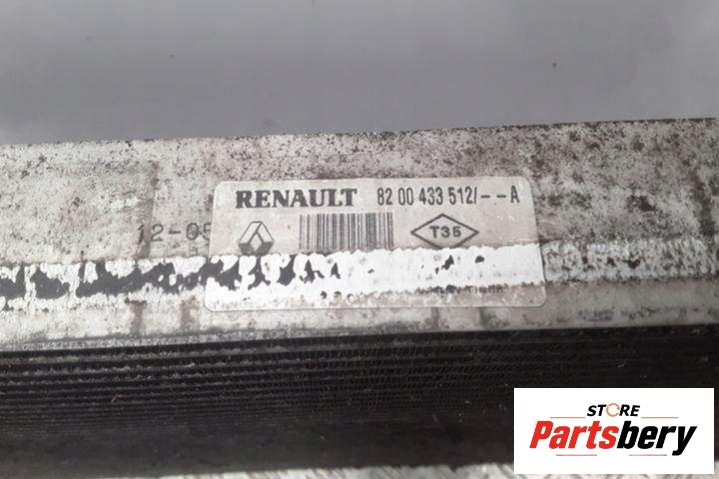 RENAULT 82 00 433 512/--A
12-05
T35
STORE
Partsbery